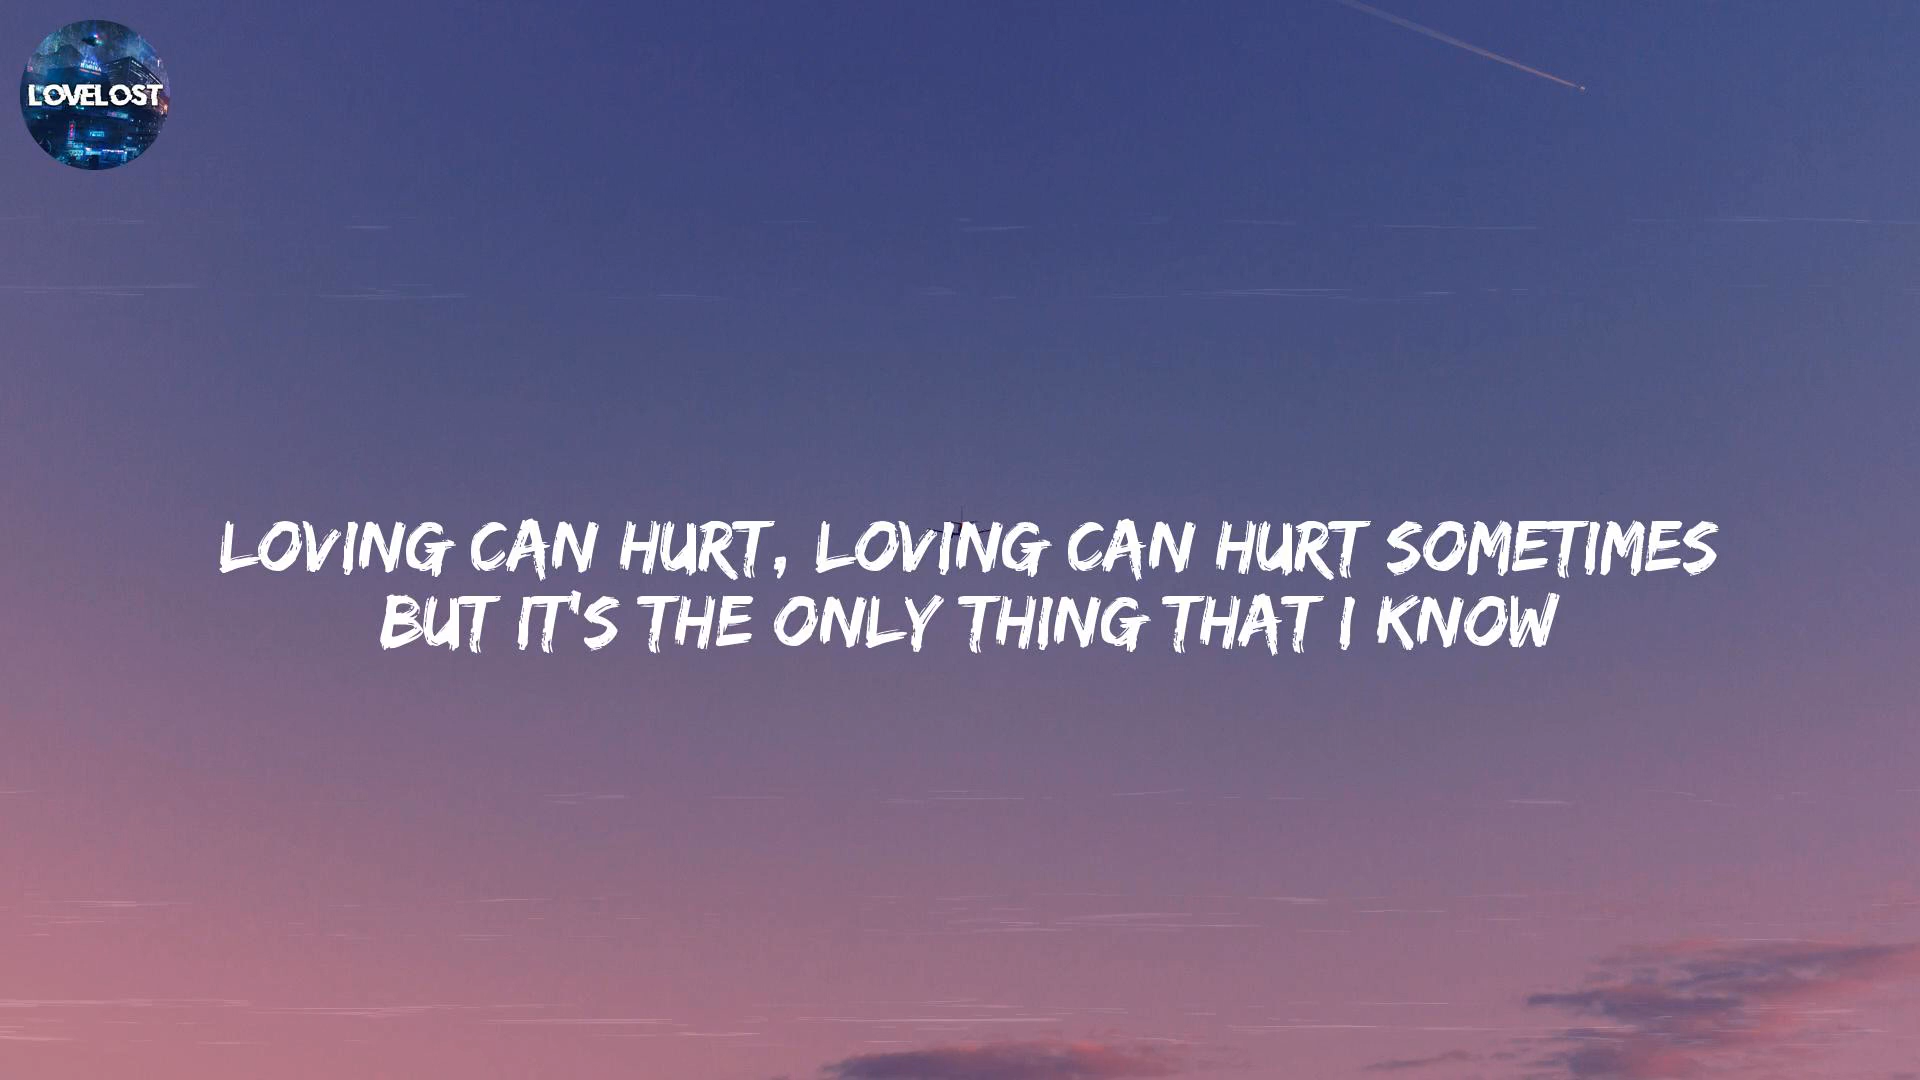 LOVELOST
LOVING CAN HURT, LOVING CAN HURT SOMETIMES
BUT IT'S THE ONLY THING THAT I KNOW